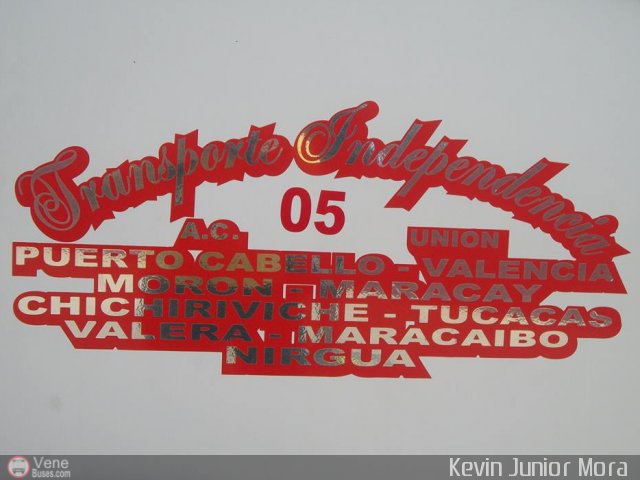 Transporte Independencia
05
A.C. UNION
PUERTO CABELLO - VALENCIA
MORON - MARACAY
CHICHIRIVICHE - TUCACAS
VALERA - MARACAIBO
NIRGUA
Vene
Buses.com
Kevin Junior Mora